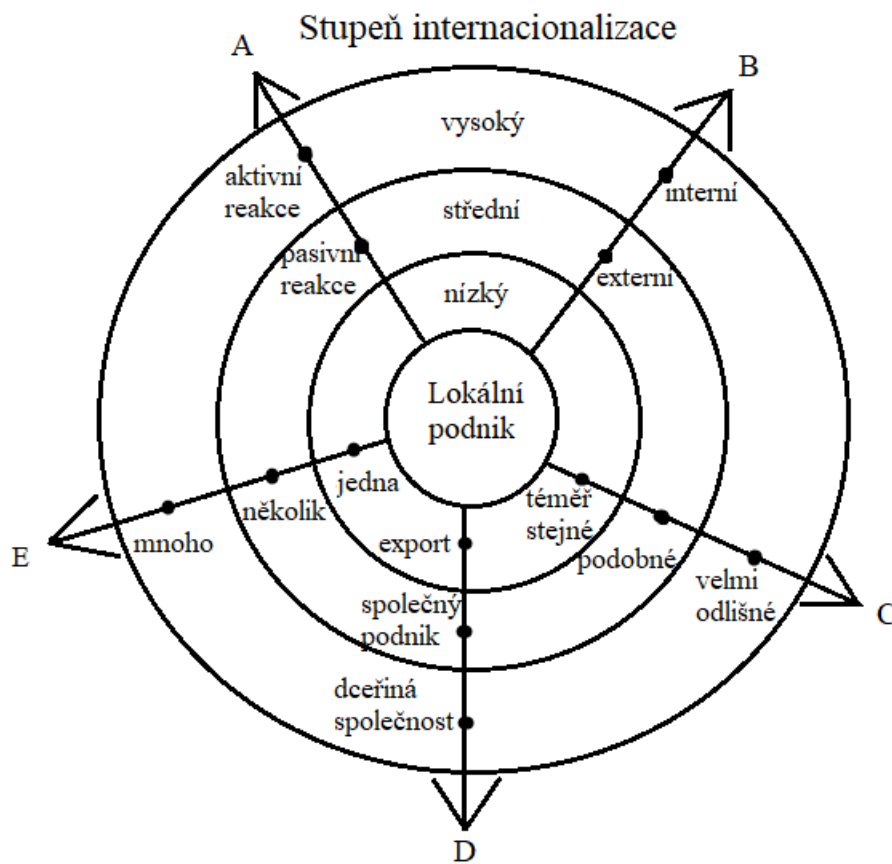 Stupeň internacionalizace
A
B
vysoký
aktivní
reakce
interní
střední
pasivní
reakce
externí
nízký
Lokální
podnik
jedna
několik
mnoho
E
téměř
stejné
podobné
velmi
odlišné
C
export
společný
podnik
dceřiná
společnost
D